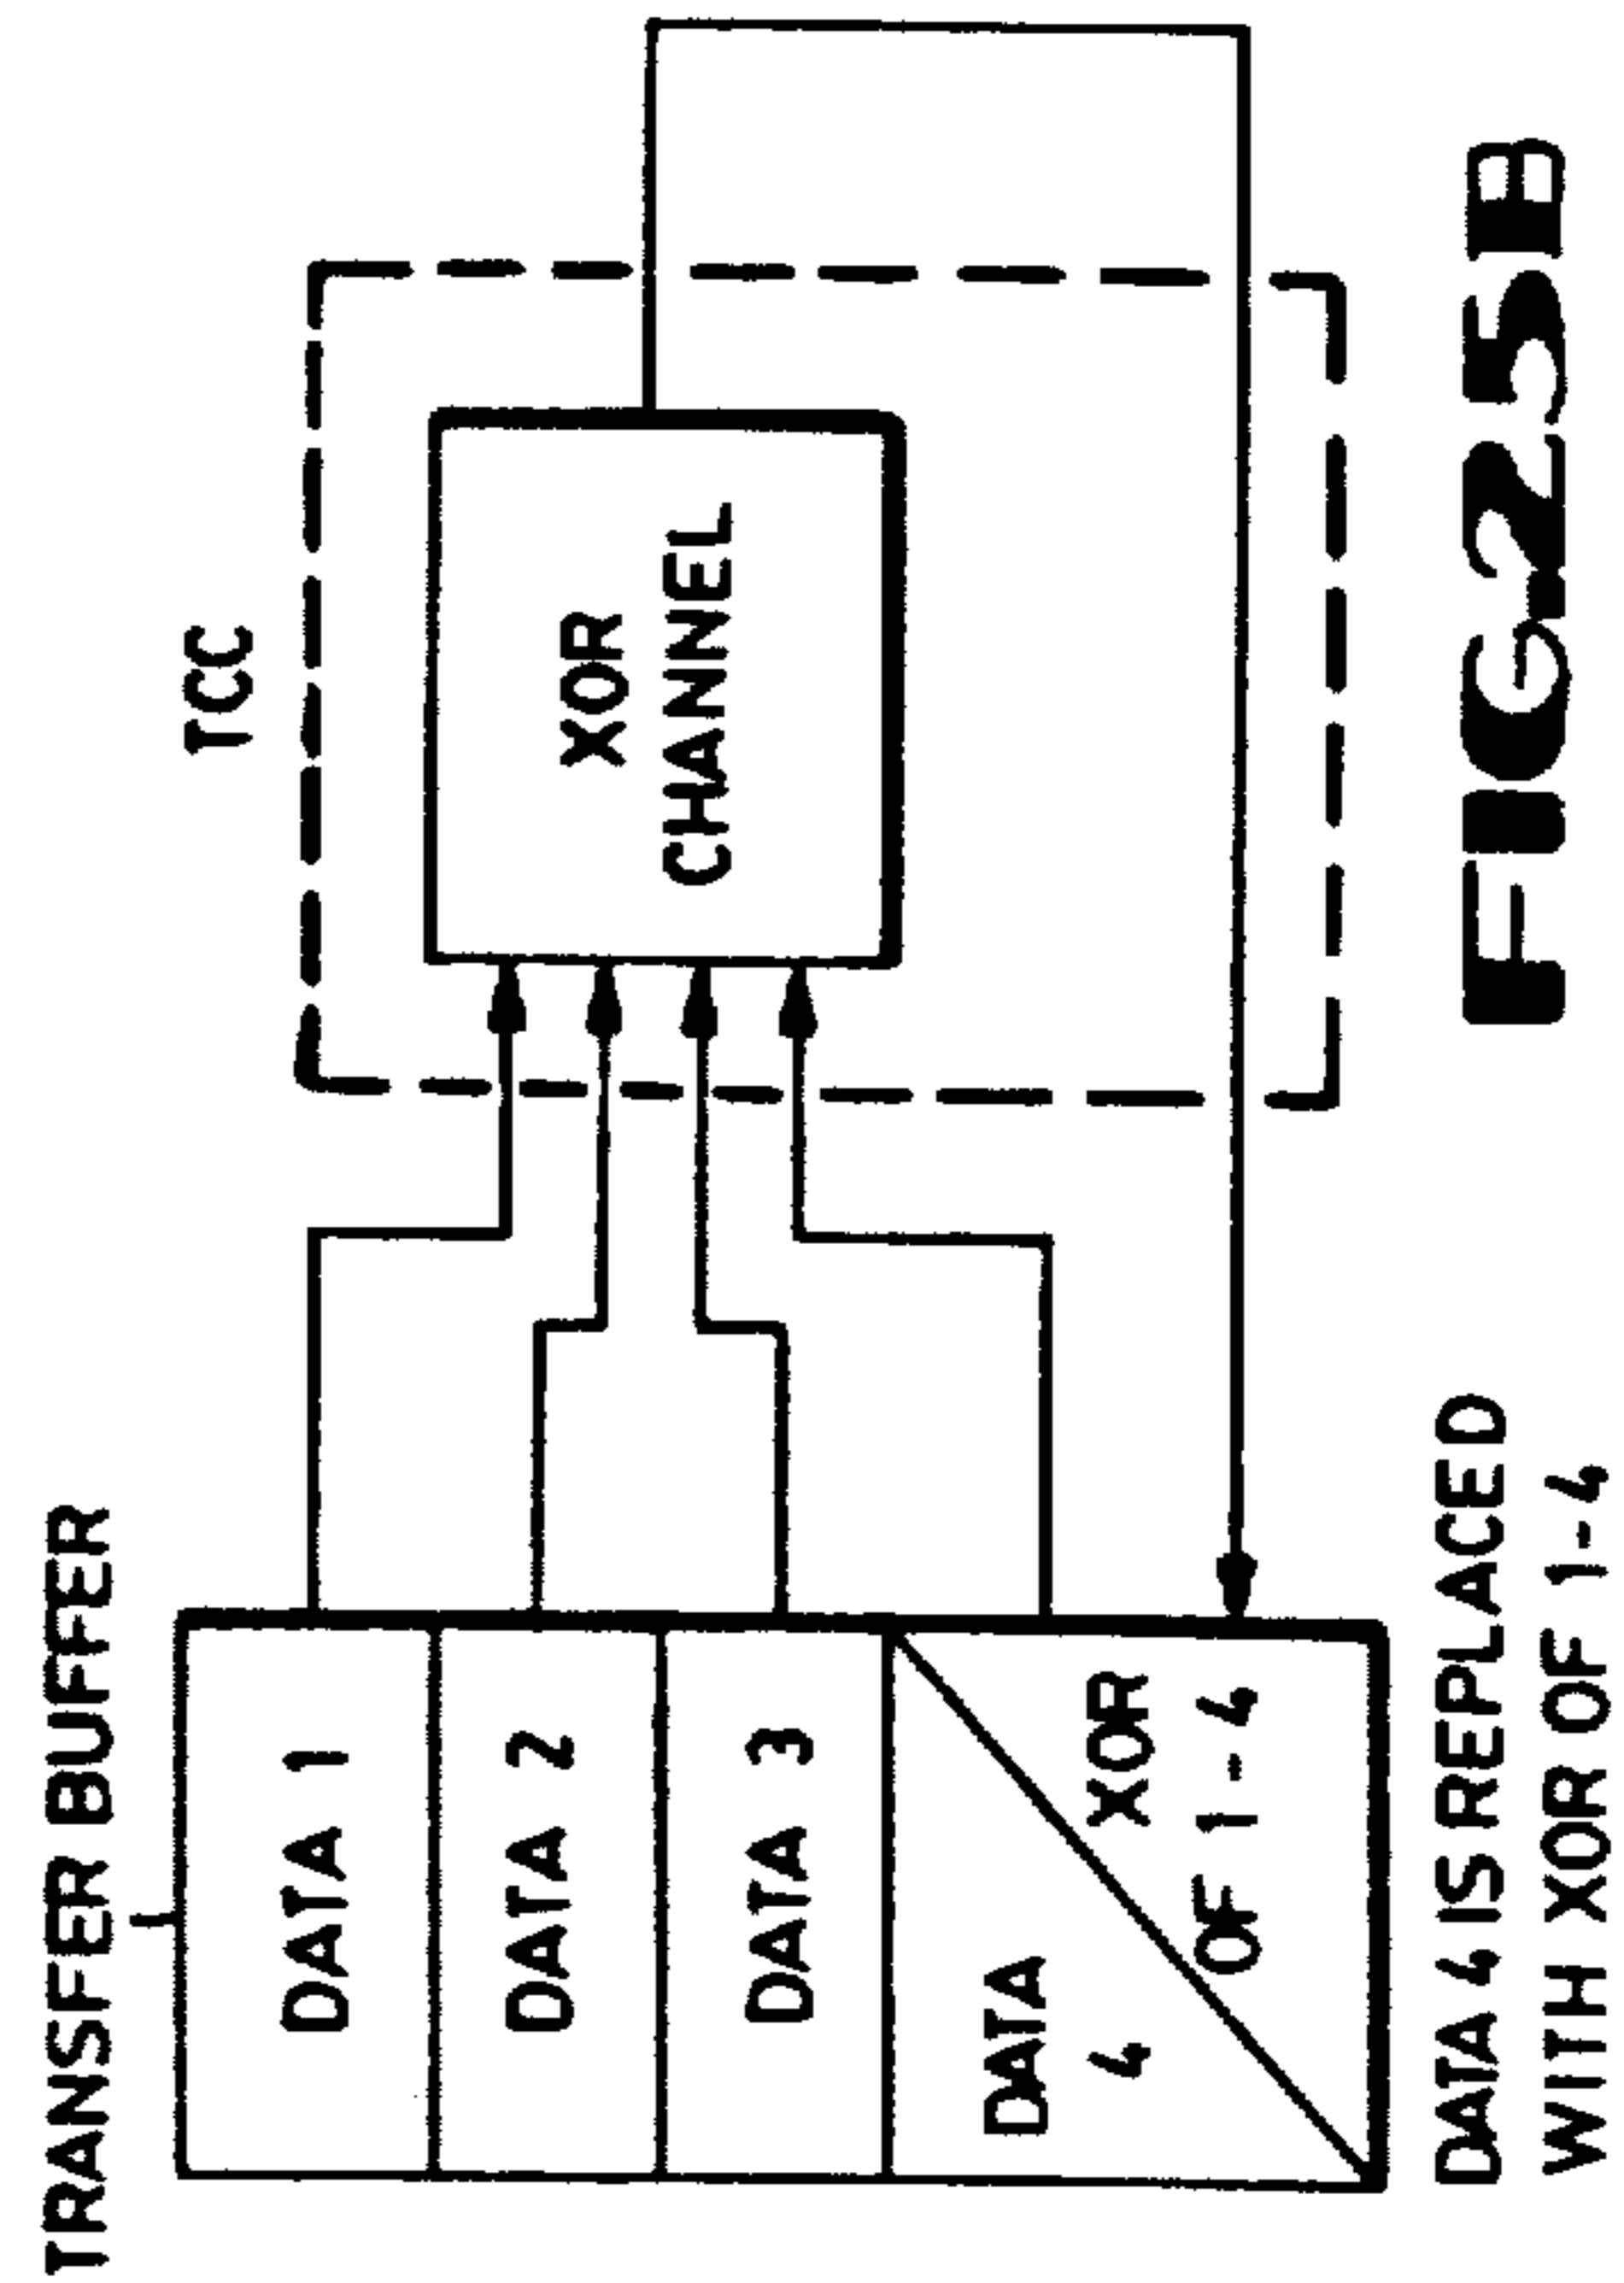 TRANSFER BUFFER
DATA 1
DATA 2
DATA 3
DATA
4
XOR
OF 1-4
DATA 4 IS REPLACED
WITH XOR OF 1-4
TCC
XOR
CHANNEL
FIG.25B